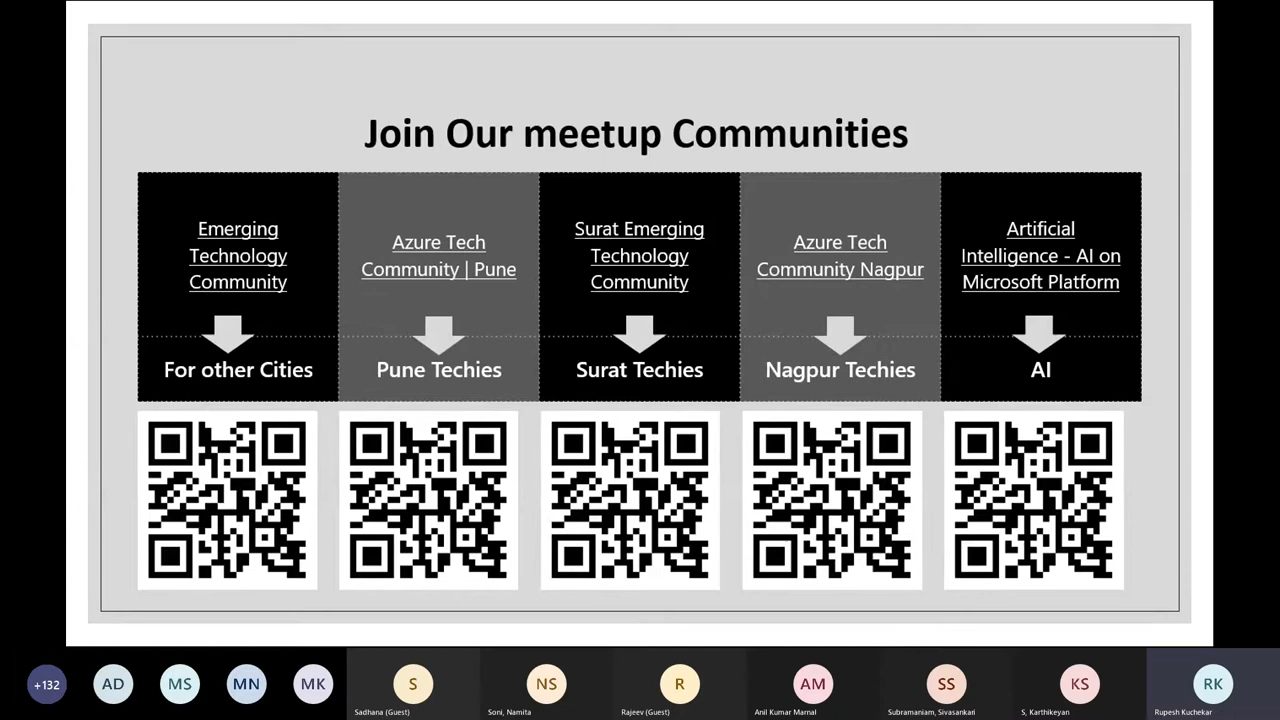 Join Our meetup Communities
Emerging
Technology
Community
Azure Tech
Community | Pune
Surat Emerging
Technology
Community
Azure Tech
Community Nagpur
Artificial
Intelligence - AI on
Microsoft Platform
For other Cities
Pune Techies
Surat Techies
Nagpur Techies
AI
+132
AD
MS
MN
MK
S
Sadhana (Guest)
NS
Soni, Namita
R
Rajeev (Guest)
AM
Anil Kumar Marnal
SS
Subramaniam, Sivasankari
KS
S, Karthikeyan
RK
Rupesh Kuchekar